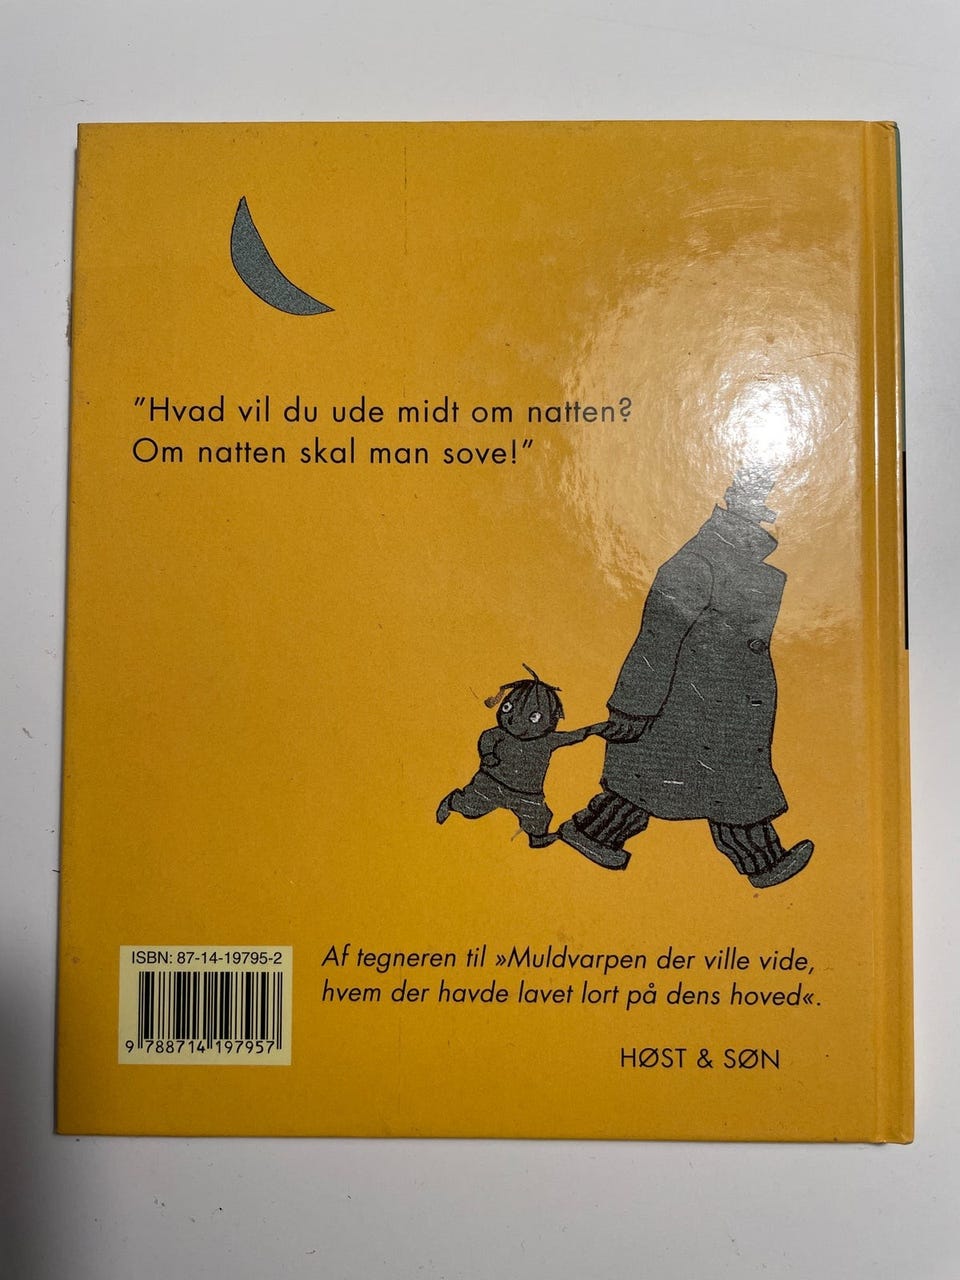 "Hvad vil du ude midt om natten?
Om natten skal man sove!"
ISBN: 87-14-19795-2
9 788714 197957
Af tegneren til »Muldvarpen der ville vide,
hvem der havde lavet lort på dens hoved«.
HØST & SØN